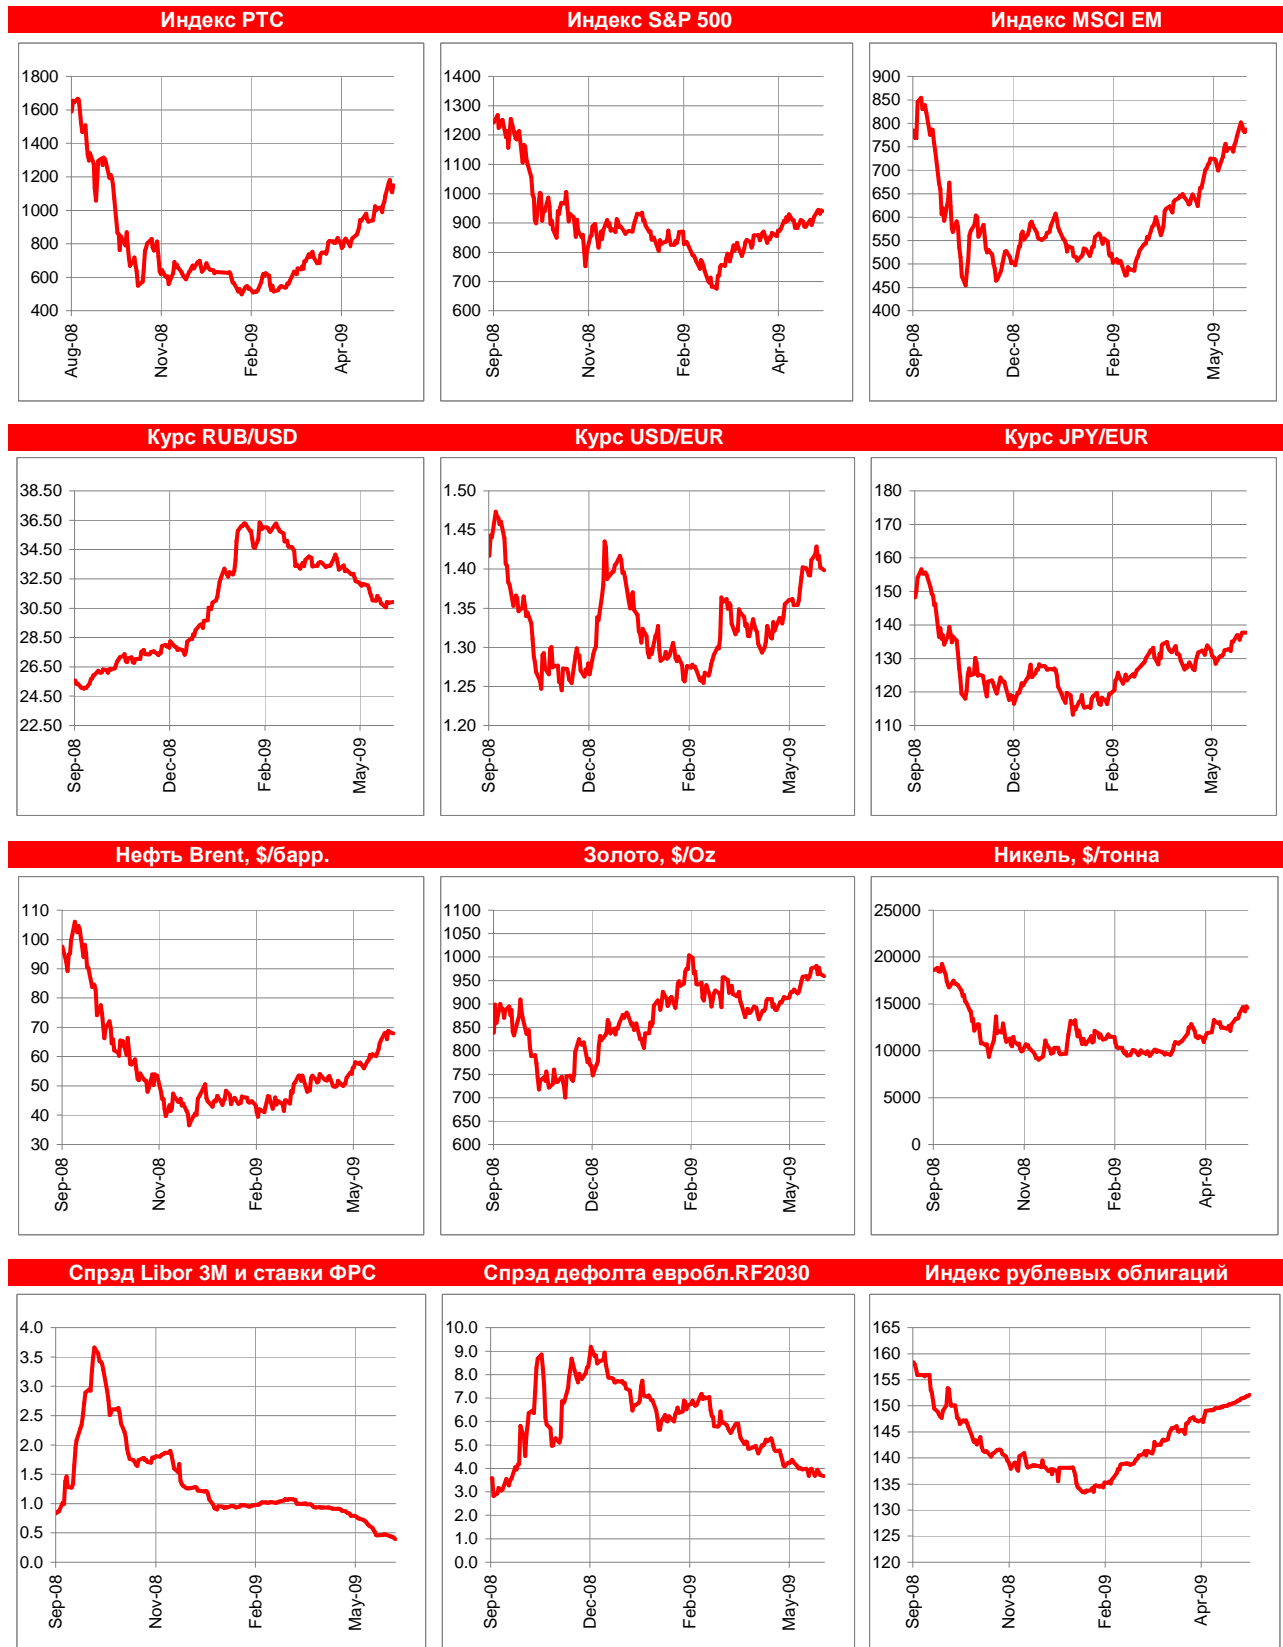 Индекс РТС
1800
1600
1400
1200
1000
800
600
400
Aug-08
Nov-08
Feb-09
Apr-09
Индекс S&P 500
1400
1300
1200
1100
1000
900
800
700
600
Sep-08
Nov-08
Feb-09
Apr-09
Индекс MSCI EM
900
850
800
750
700
650
600
550
500
450
400
Sep-08
Dec-08
Feb-09
May-09
Курс RUB/USD
38.50
36.50
34.50
32.50
30.50
28.50
26.50
24.50
22.50
Sep-08
Dec-08
Feb-09
May-09
Курс USD/EUR
1.50
1.45
1.40
1.35
1.30
1.25
1.20
Sep-08
Dec-08
Feb-09
May-09
Курс JPY/EUR
180
170
160
150
140
130
120
110
Sep-08
Dec-08
Feb-09
May-09
Нефть Brent, $/барр.
110
100
90
80
70
60
50
40
30
Sep-08
Nov-08
Feb-09
May-09
Золото, $/Oz
1100
1050
1000
950
900
850
800
750
700
650
600
Sep-08
Dec-08
Feb-09
May-09
Никель, $/тонна
25000
20000
15000
10000
5000
0
Sep-08
Nov-08
Feb-09
Apr-09
Спрэд Libor 3M и ставки ФРС
4.0
3.5
3.0
2.5
2.0
1.5
1.0
0.5
0.0
Sep-08
Nov-08
Feb-09
May-09
Спрэд дефолта евробл.RF2030
10.0
9.0
8.0
7.0
6.0
5.0
4.0
3.0
2.0
1.0
0.0
Sep-08
Dec-08
Feb-09
May-09
Индекс рублевых облигаций
165
160
155
150
145
140
135
130
125
120
Sep-08
Nov-08
Feb-09
Apr-09